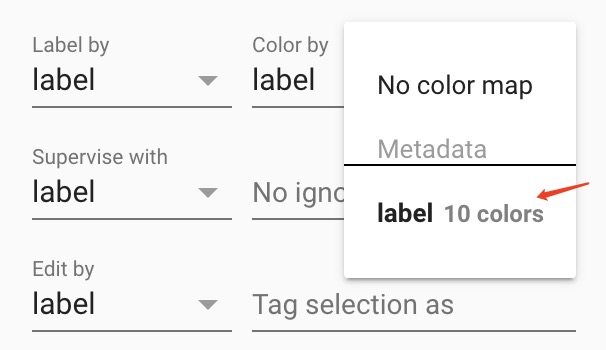 Label by
Color by
label
label
No color map
Metadata
Supervise with
label
No igno
label 10 colors
Edit by
label
Tag selection as